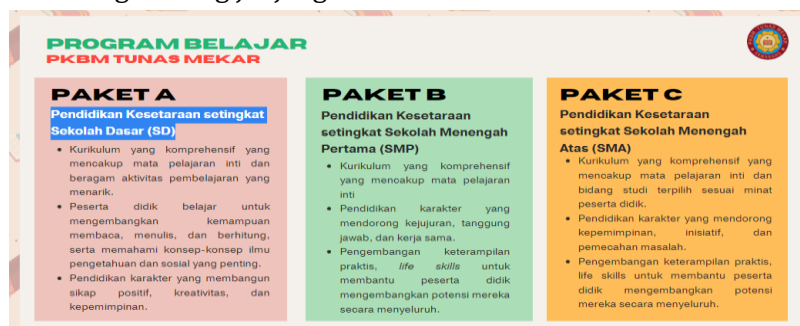 PROGRAM BELAJAR
PKBM TUNAS MEKAR
PAKET A
Pendidikan Kesetaraan setingkat
Sekolah Dasar (SD)
• Kurikulum yang komprehensif yang
mencakup mata pelajaran inti dan
beragam aktivitas pembelajaran yang
menarik.
• Peserta didik belajar untuk
mengembangkan kemampuan
membaca, menulis, dan berhitung,
serta memahami konsep-konsep ilmu
pengetahuan dan sosial yang penting.
• Pendidikan karakter yang membangun
sikap positif, kreativitas, dan
kepemimpinan.
PAKET B
Pendidikan Kesetaraan
setingkat Sekolah Menengah
Pertama (SMP)
• Kurikulum yang komprehensif
yang mencakup mata pelajaran
inti
• Pendidikan karakter yang
mendorong kejujuran, tanggung
jawab, dan kerja sama.
• Pengembangan keterampilan
praktis, life skills untuk
membantu peserta didik
mengembangkan potensi mereka
secara menyeluruh.
PAKET C
Pendidikan Kesetaraan
setingkat Sekolah Menengah
Atas (SMA)
• Kurikulum yang komprehensif yang
mencakup mata pelajaran inti dan
bidang studi terpilih sesuai minat
peserta didik.
• Pendidikan karakter yang mendorong
kepemimpinan, inisiatif, dan
pemecahan masalah.
• Pengembangan keterampilan praktis,
life skills untuk membantu peserta
didik mengembangkan potensi
mereka secara menyeluruh.